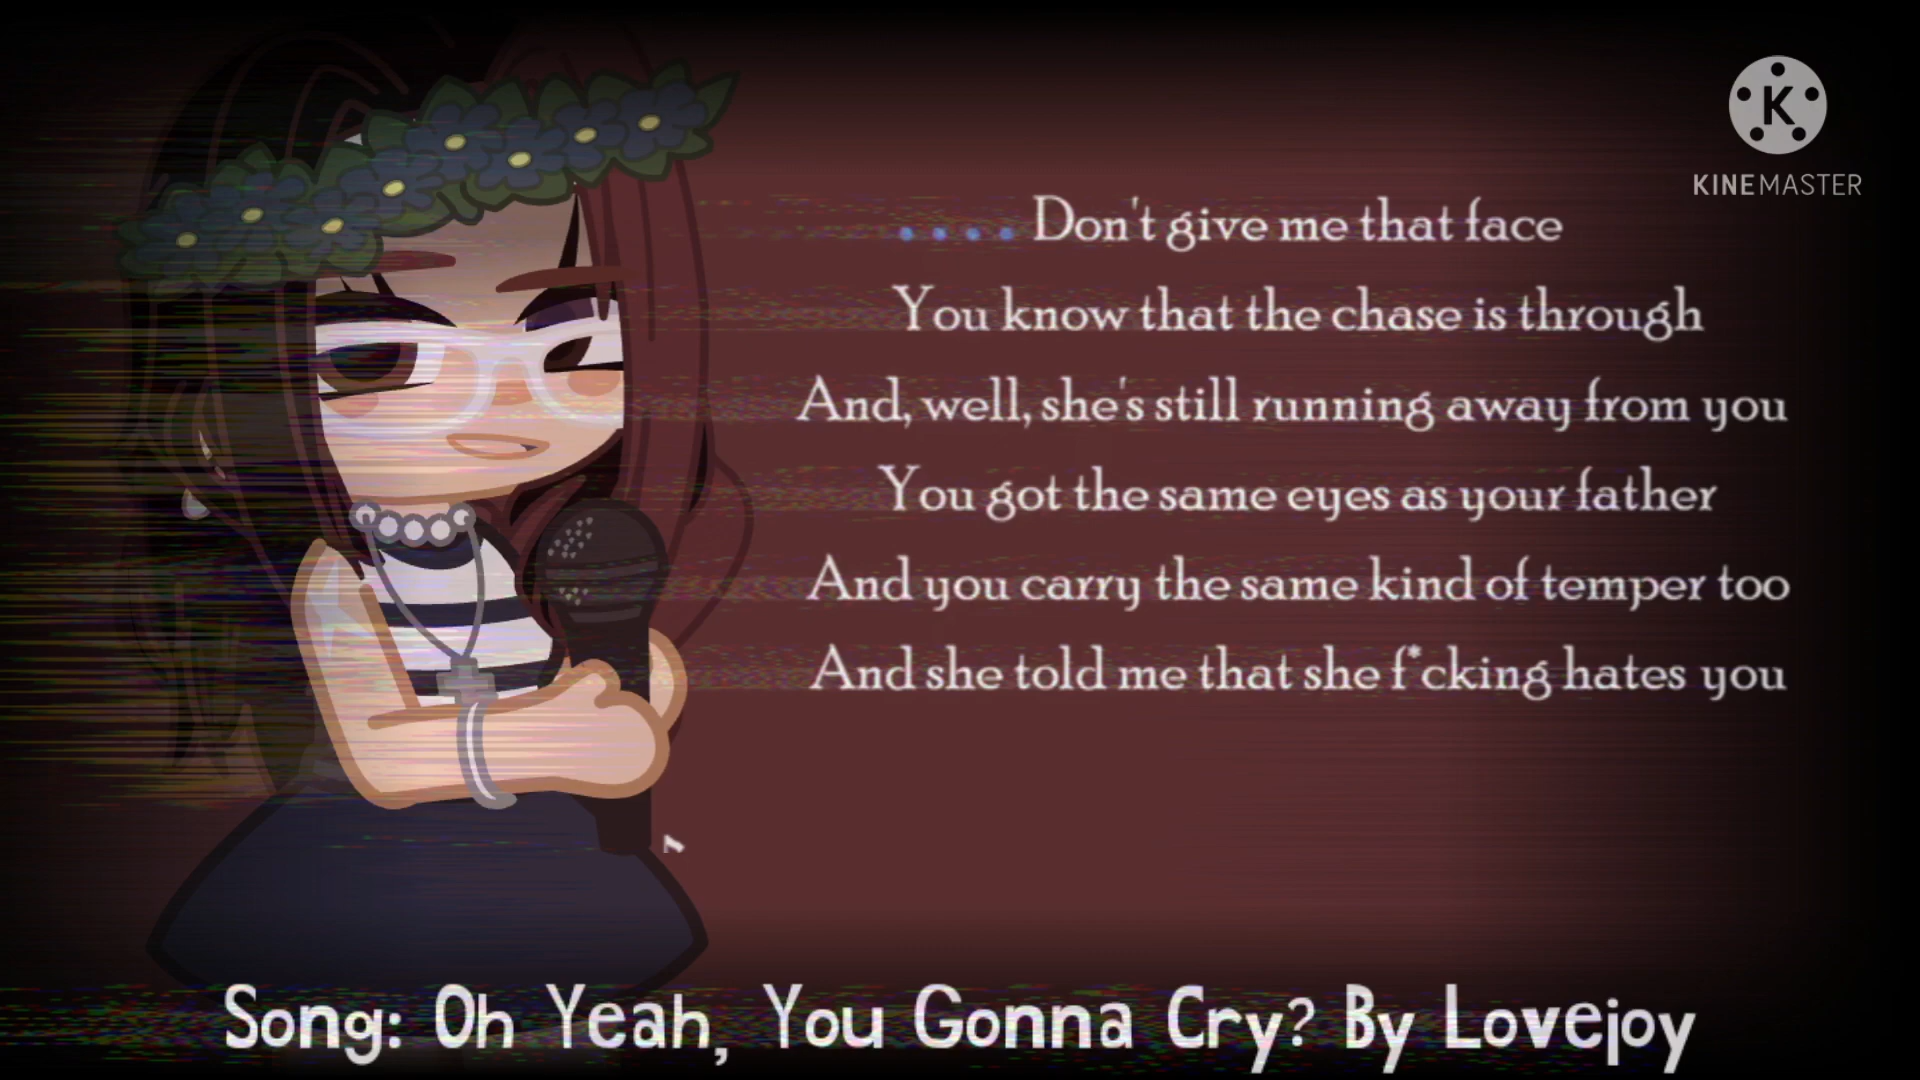 K
KINEMASTER
Don't give me that face
You know that the chase is through
And, well, she's still running away from you
You got the same eyes as your father
And you carry the same kind of temper too
And she told me that she f*cking hates you
Song: Oh Yeah, You Gonna Cry? By Lovejoy